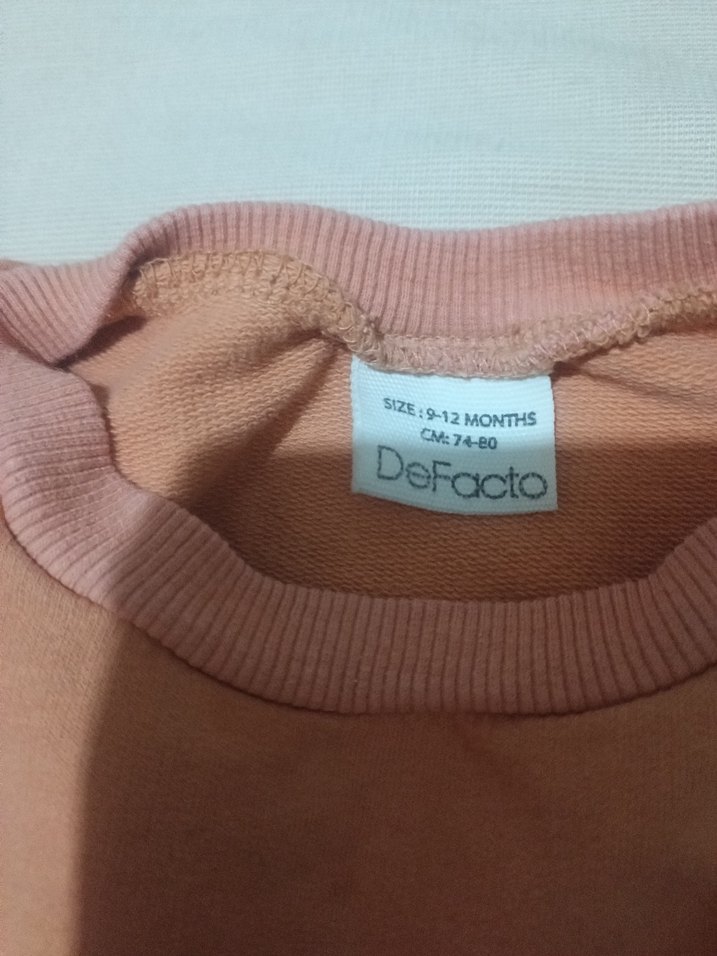 SIZE : 9-12 MONTHS
CM: 74-80
DeFacto